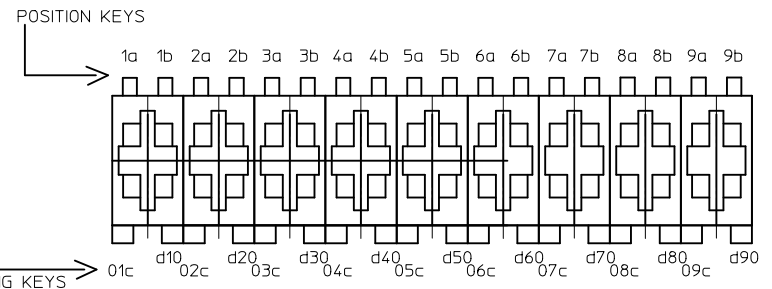 POSITION KEYS
1a 1b 2a 2b 3a 3b 4a 4b 5a 5b 6a 6b 7a 7b 8a 8b 9a 9b
d10 d20 d30 d40 d50 d60 d70 d80 d90
01c 02c 03c 04c 05c 06c 07c 08c 09c
NG KEYS